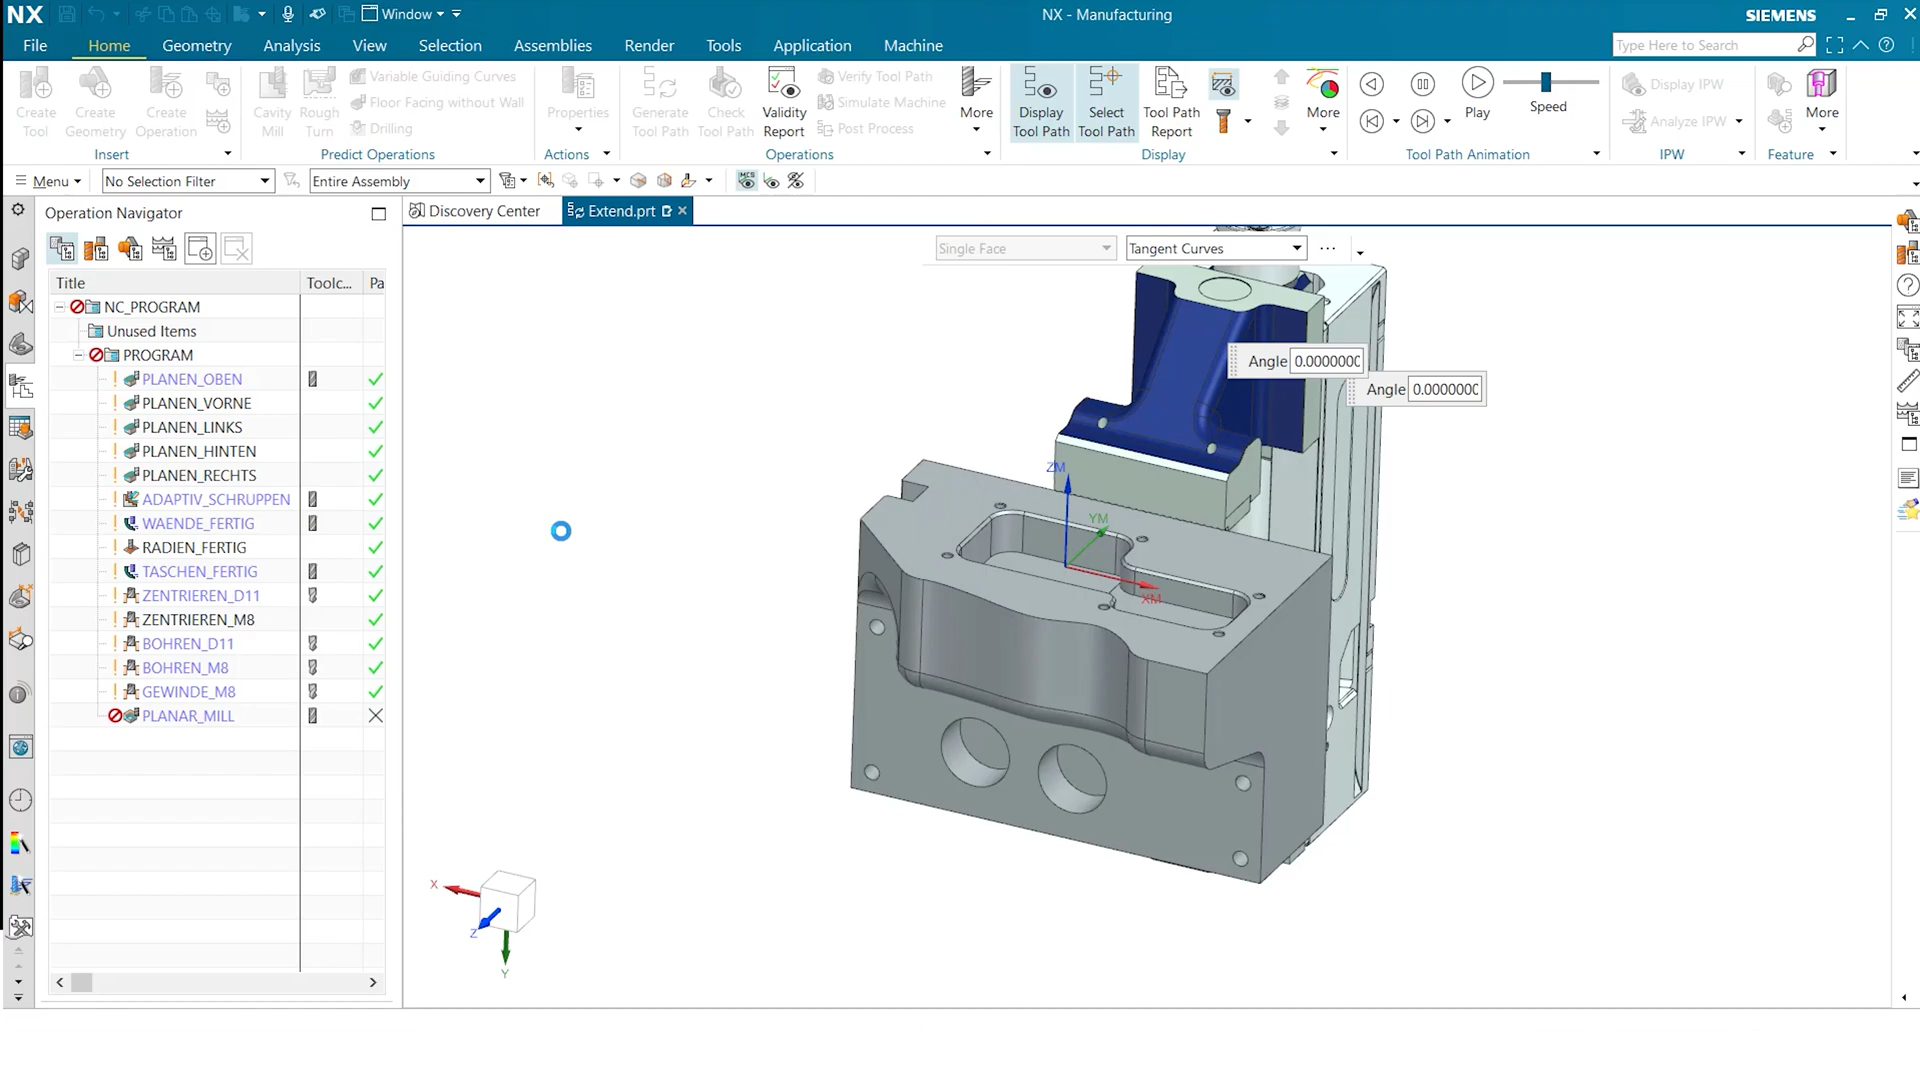 NX
Window
NX - Manufacturing
SIEMENS
File
Home
Geometry
Analysis
View
Selection
Assemblies
Render
Tools
Application
Machine
Type Here to Search
Create Tool
Create Geometry
Create Operation
Insert
Cavity Mill
Rough Turn
Variable Guiding Curves
Floor Facing without Wall
Drilling
Predict Operations
Properties
Actions
Generate Tool Path
Check Tool Path
Validity Report
Verify Tool Path
Simulate Machine
Post Process
More
Operations
Display Tool Path
Select Tool Path
Tool Path Report
More
Display
Play
Speed
Tool Path Animation
Display IPW
Analyze IPW
IPW
More
Feature
Menu
No Selection Filter
Entire Assembly
MCS
Operation Navigator
Discovery Center
Extend.prt
Single Face
Tangent Curves
Title
Toolc...
Pa
NC_PROGRAM
Unused Items
PROGRAM
PLANEN_OBEN
PLANEN_VORNE
PLANEN_LINKS
PLANEN_HINTEN
PLANEN_RECHTS
ADAPTIV_SCHRUPPEN
WAENDE_FERTIG
RADIEN_FERTIG
TASCHEN_FERTIG
ZENTRIEREN_D11
ZENTRIEREN_M8
BOHREN_D11
BOHREN_M8
GEWINDE_M8
PLANAR_MILL
Angle 0.0000000
Angle 0.0000000
ZM
YM
XM
X
Z
Y